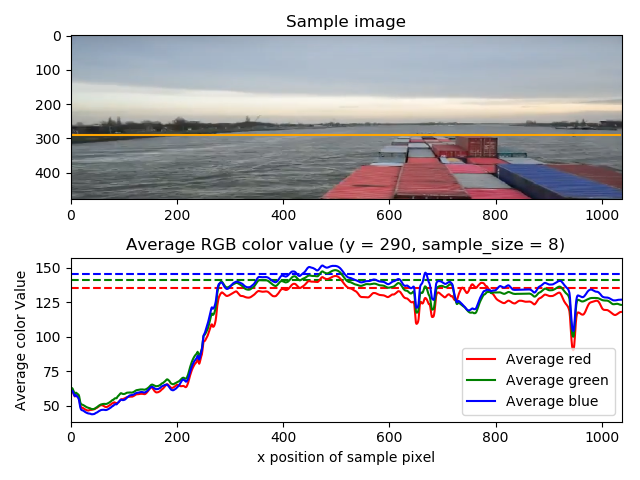 Sample image
0
100
200
300
400
0 200 400 600 800 1000
Average RGB color value (y = 290, sample_size = 8)
150
125
100
75
50
Average color Value
Average red
Average green
Average blue
0 200 400 600 800 1000
x position of sample pixel